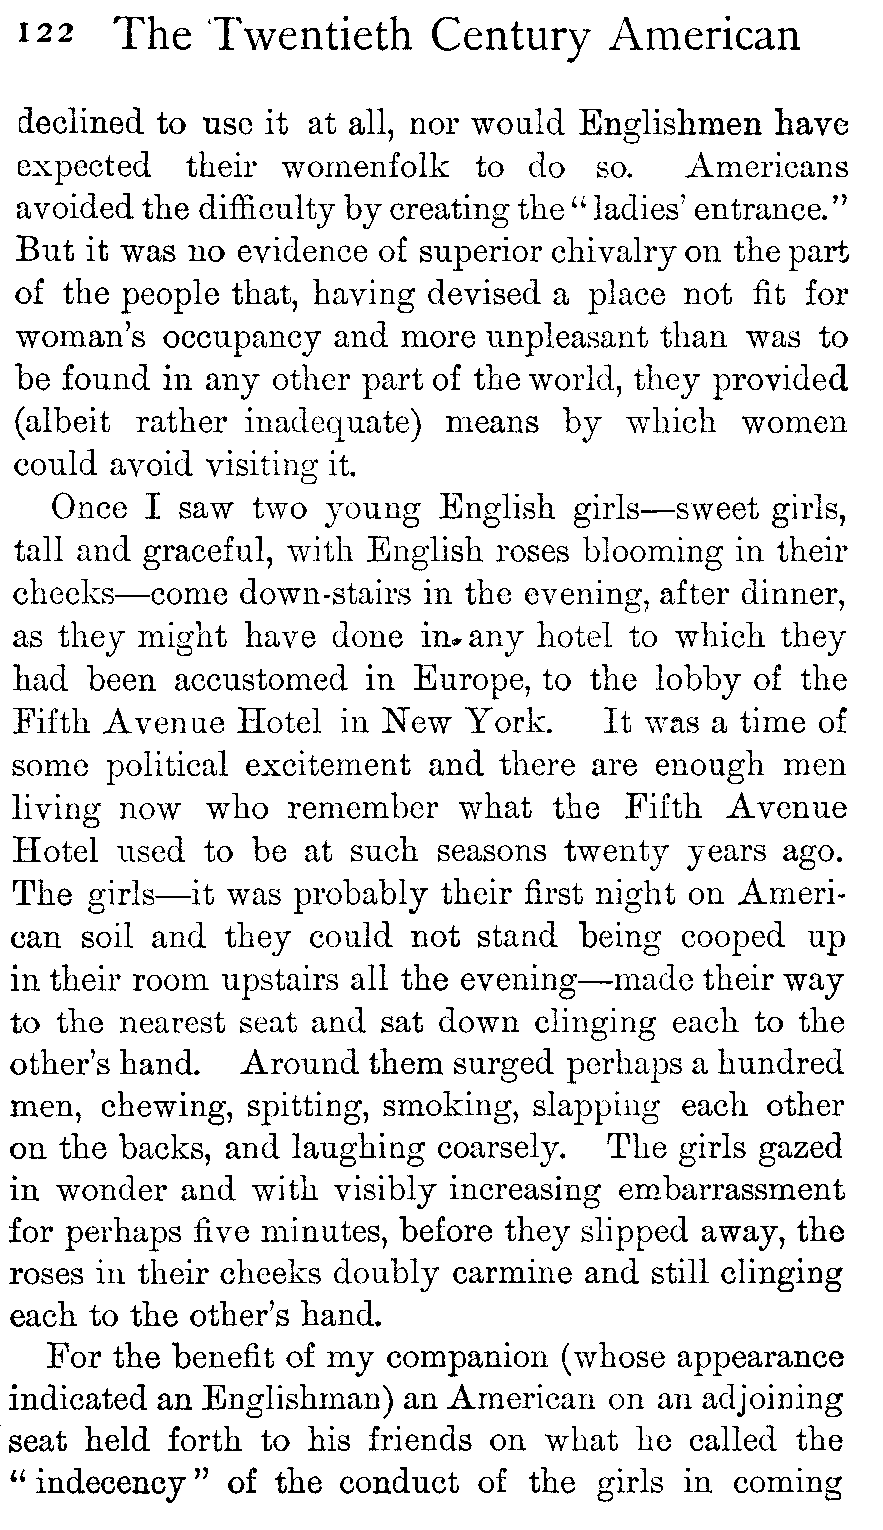 122 The Twentieth Century American
declined to use it at all, nor would Englishmen have
expected their womenfolk to do so. Americans
avoided the difficulty by creating the "ladies' entrance."
But it was no evidence of superior chivalry on the part
of the people that, having devised a place not fit for
woman's occupancy and more unpleasant than was to
be found in any other part of the world, they provided
(albeit rather inadequate) means by which women
could avoid visiting it.
Once I saw two young English girls—sweet girls,
tall and graceful, with English roses blooming in their
cheeks—come down-stairs in the evening, after dinner,
as they might have done in any hotel to which they
had been accustomed in Europe, to the lobby of the
Fifth Avenue Hotel in New York. It was a time of
some political excitement and there are enough men
living now who remember what the Fifth Avenue
Hotel used to be at such seasons twenty years ago.
The girls—it was probably their first night on Ameri-
can soil and they could not stand being cooped up
in their room upstairs all the evening—made their way
to the nearest seat and sat down clinging each to the
other's hand. Around them surged perhaps a hundred
men, chewing, spitting, smoking, slapping each other
on the backs, and laughing coarsely. The girls gazed
in wonder and with visibly increasing embarrassment
for perhaps five minutes, before they slipped away, the
roses in their cheeks doubly carmine and still clinging
each to the other's hand.
For the benefit of my companion (whose appearance
indicated an Englishman) an American on an adjoining
seat held forth to his friends on what he called the
"indecency" of the conduct of the girls in coming